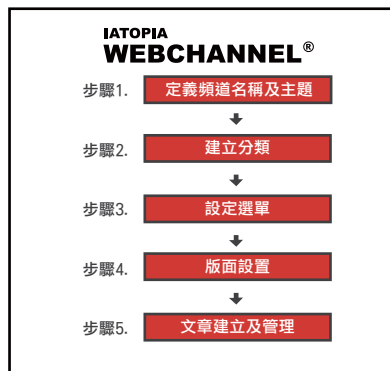 IATOPIA
WEBCHANNEL®
步驟1. 定義頻道名稱及主題
步驟2. 建立分類
步驟3. 設定選單
步驟4. 版面設置
步驟5. 文章建立及管理